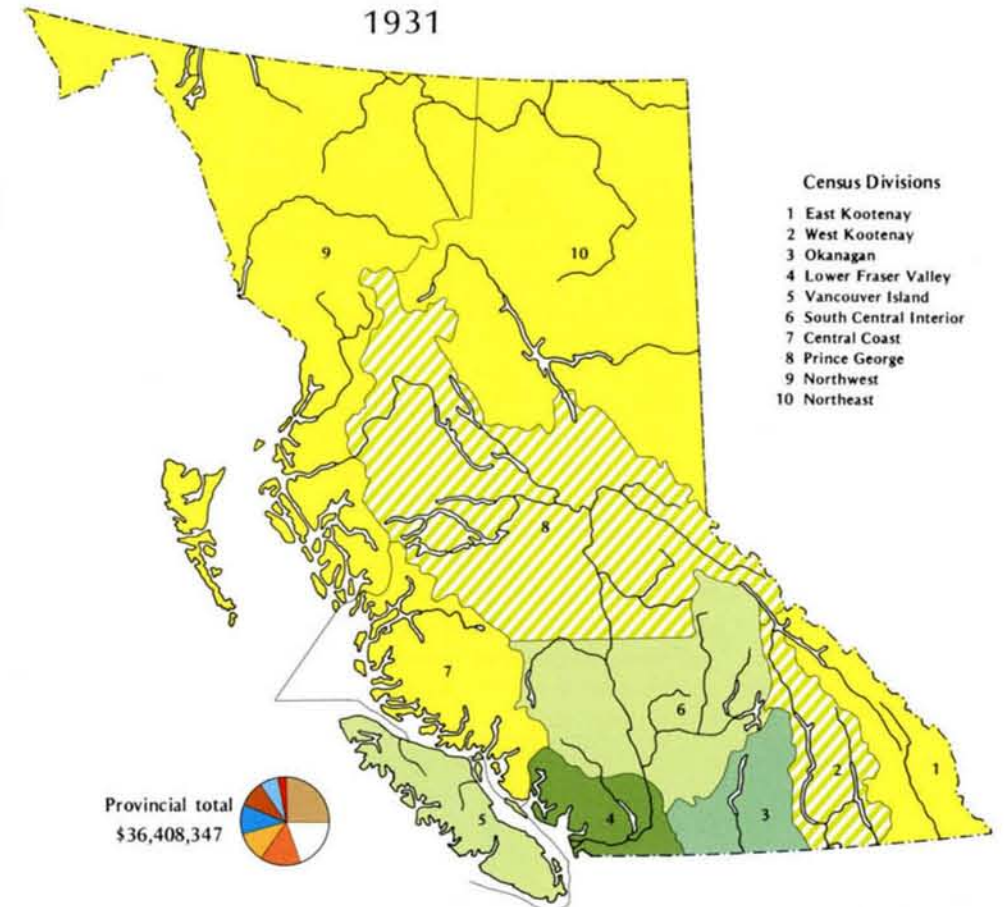 1931
Census Divisions
1 East Kootenay
2 West Kootenay
3 Okanagan
4 Lower Fraser Valley
5 Vancouver Island
6 South Central Interior
7 Central Coast
8 Prince George
9 Northwest
10 Northeast
9
10
8
7
6
2
1
5
4
3
Provincial total
$36,408,347